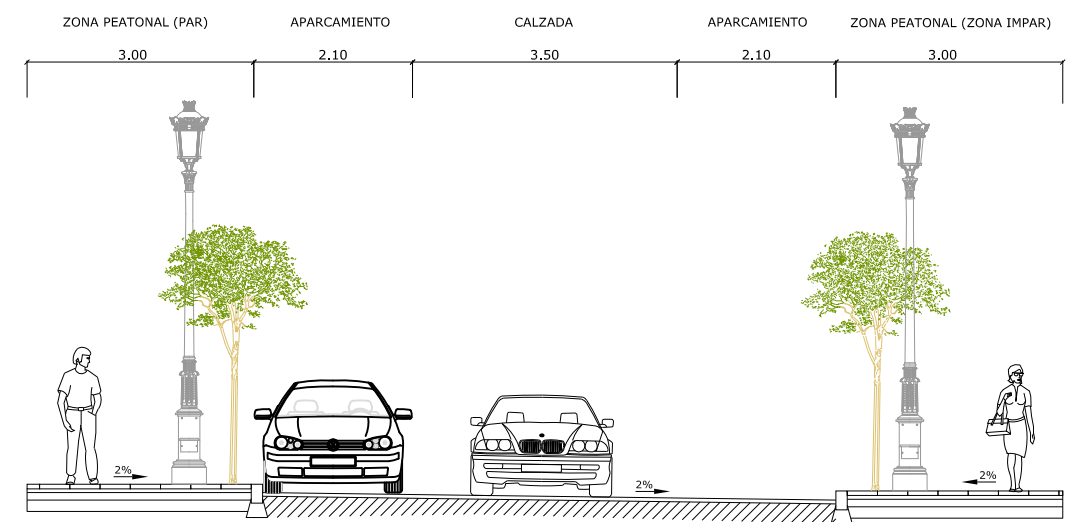 ZONA PEATONAL (PAR) APARCAMIENTO CALZADA APARCAMIENTO ZONA PEATONAL (ZONA IMPAR)
3.00 2.10 3.50 2.10 3.00
2% 2% 2%